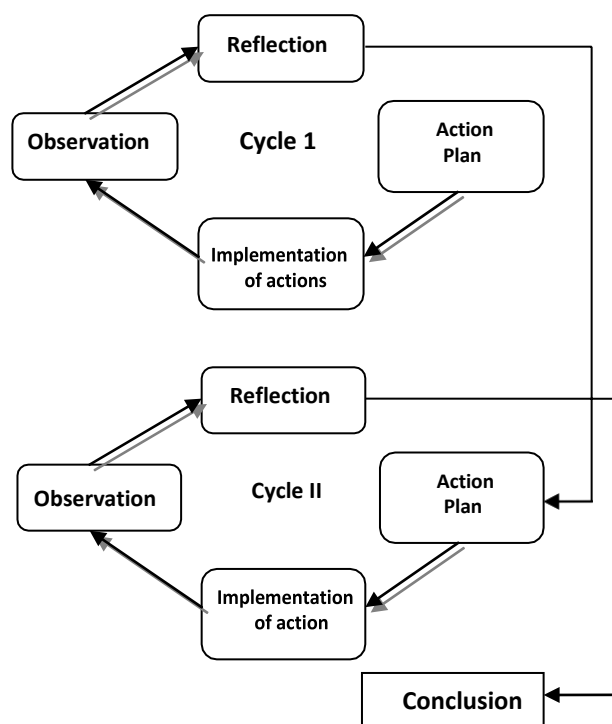 Reflection
Observation
Cycle 1
Action
Plan
Implementation
of actions
Reflection
Observation
Cycle II
Action
Plan
Implementation
of action
Conclusion